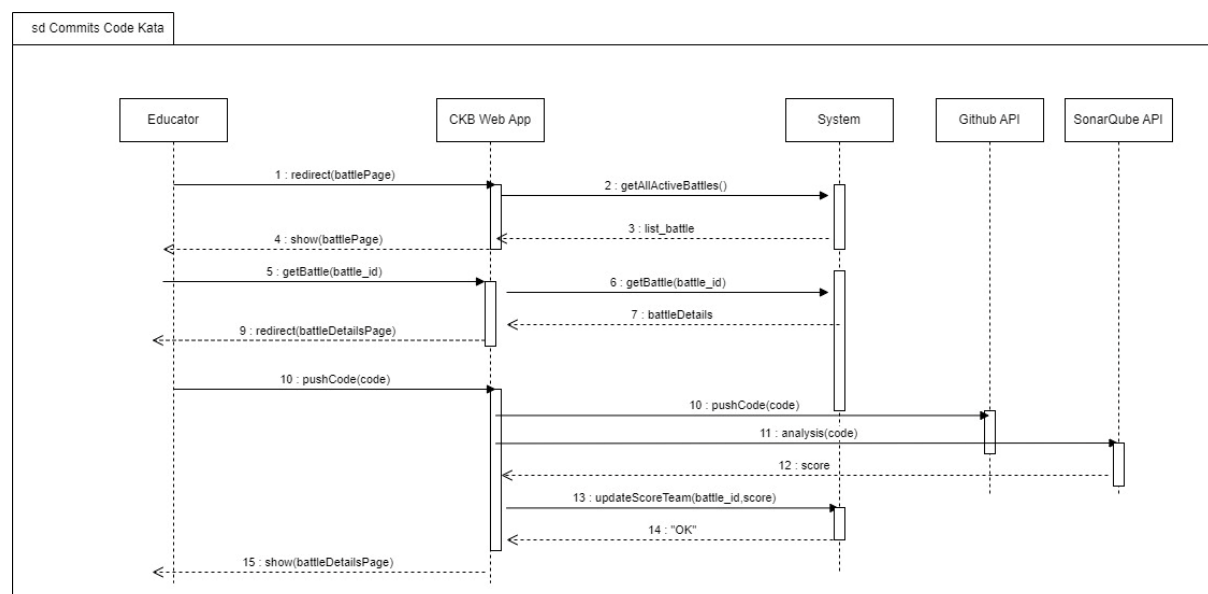 sd Commits Code Kata
Educator
CKB Web App
System
Github API
SonarQube API
1 : redirect(battlePage)
2 : getAllActiveBattles()
3 : list_battle
4 : show(battlePage)
5 : getBattle(battle_id)
6 : getBattle(battle_id)
7 : battleDetails
9 : redirect(battleDetailsPage)
10 : pushCode(code)
10 : pushCode(code)
11 : analysis(code)
12 : score
13 : updateScoreTeam(battle_id,score)
14 : "OK"
15 : show(battleDetailsPage)